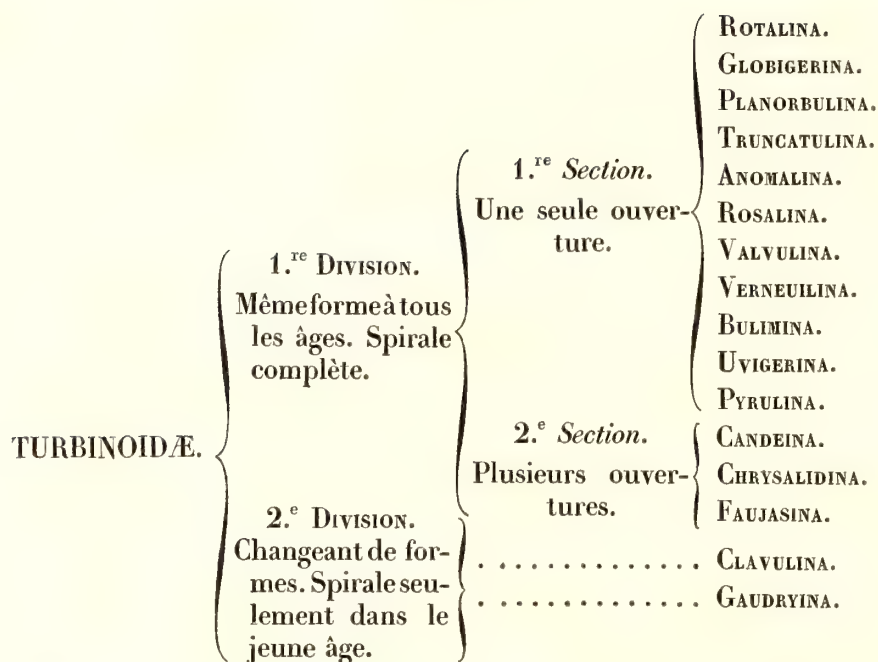 TURBINOIDÆ.
1.re DIVISION.
Même forme à tous
les âges. Spirale
complète.
1.re Section.
Une seule ouver-
ture.
ROTALINA.
GLOBIGERINA.
PLANORBULINA.
TRUNCATULINA.
ANOMALINA.
ROSALINA.
VALVULINA.
VERNEUILINA.
BULIMINA.
UVIGERINA.
PYRULINA.
2.e Section.
Plusieurs ouver-
tures.
CANDEINA.
CHRYSALIDINA.
FAUJASINA.
2.e DIVISION.
Changeant de for-
mes. Spirale seu-
lement dans le
jeune âge.
. . . . . . . . . . . . . . CLAVULINA.
. . . . . . . . . . . . . . GAUDRYINA.